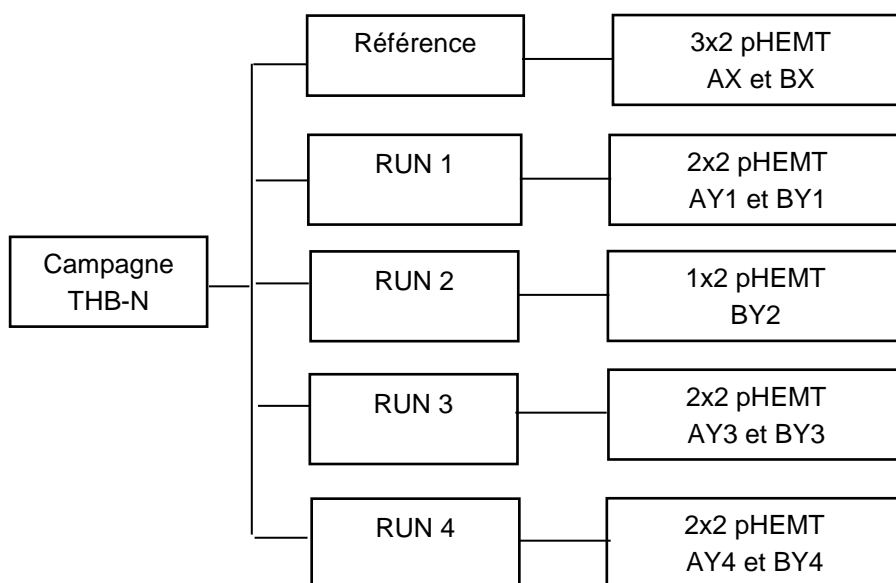 Référence
3x2 pHEMT
AX et BX
RUN 1
2x2 pHEMT
AY1 et BY1
Campagne
THB-N
RUN 2
1x2 pHEMT
BY2
RUN 3
2x2 pHEMT
AY3 et BY3
RUN 4
2x2 pHEMT
AY4 et BY4